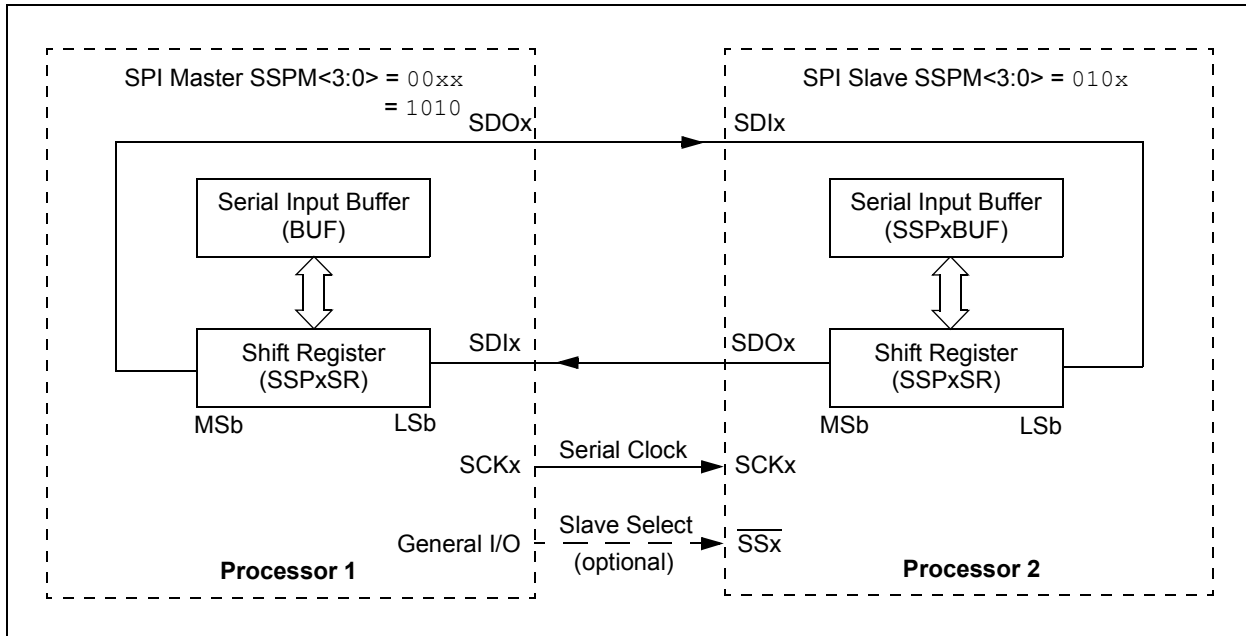 SPI Master SSPM<3:0> = 00xx
= 1010
SDOx
Serial Input Buffer
(BUF)
Shift Register
(SSPxSR)
MSb
LSb
SDIx
SCKx
General I/O
Processor 1
Serial Clock
Slave Select
(optional)
SPI Slave SSPM<3:0> = 010x
SDIx
Serial Input Buffer
(SSPxBUF)
SDOx
Shift Register
(SSPxSR)
MSb
LSb
SCKx
SSx
Processor 2